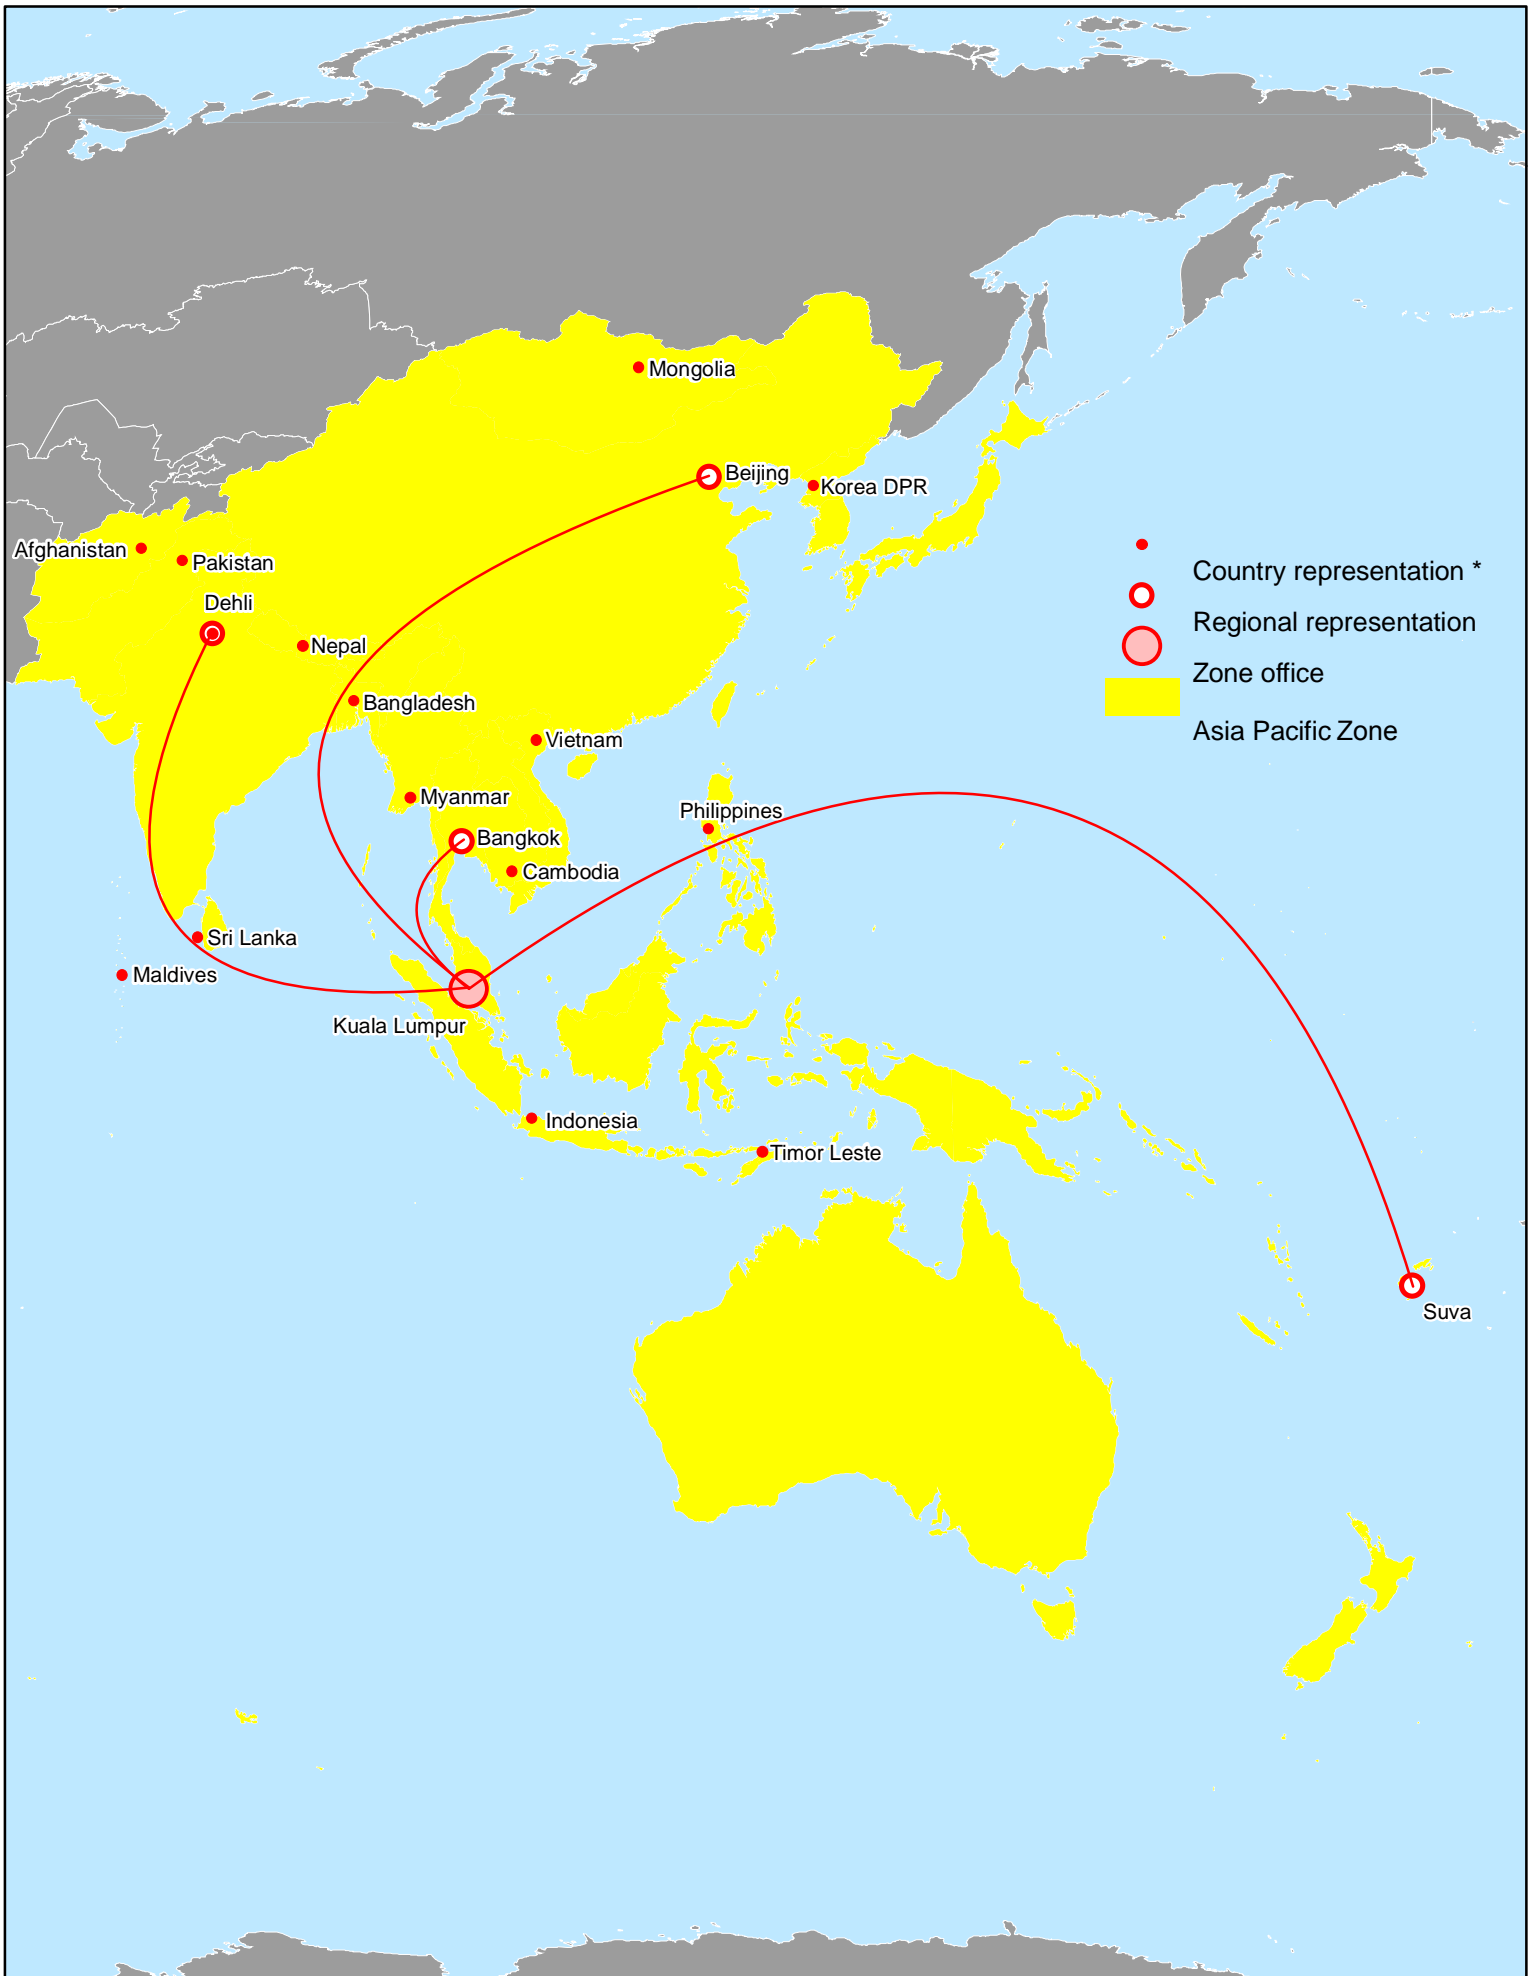 Mongolia
Beijing
Korea DPR
Afghanistan
Pakistan
Country representation *
Dehli
Regional representation
Nepal
Zone office
Bangladesh
Asia Pacific Zone
Vietnam
Myanmar
Philippines
Bangkok
Cambodia
Sri Lanka
Maldives
Kuala Lumpur
Indonesia
Timor Leste
Suva